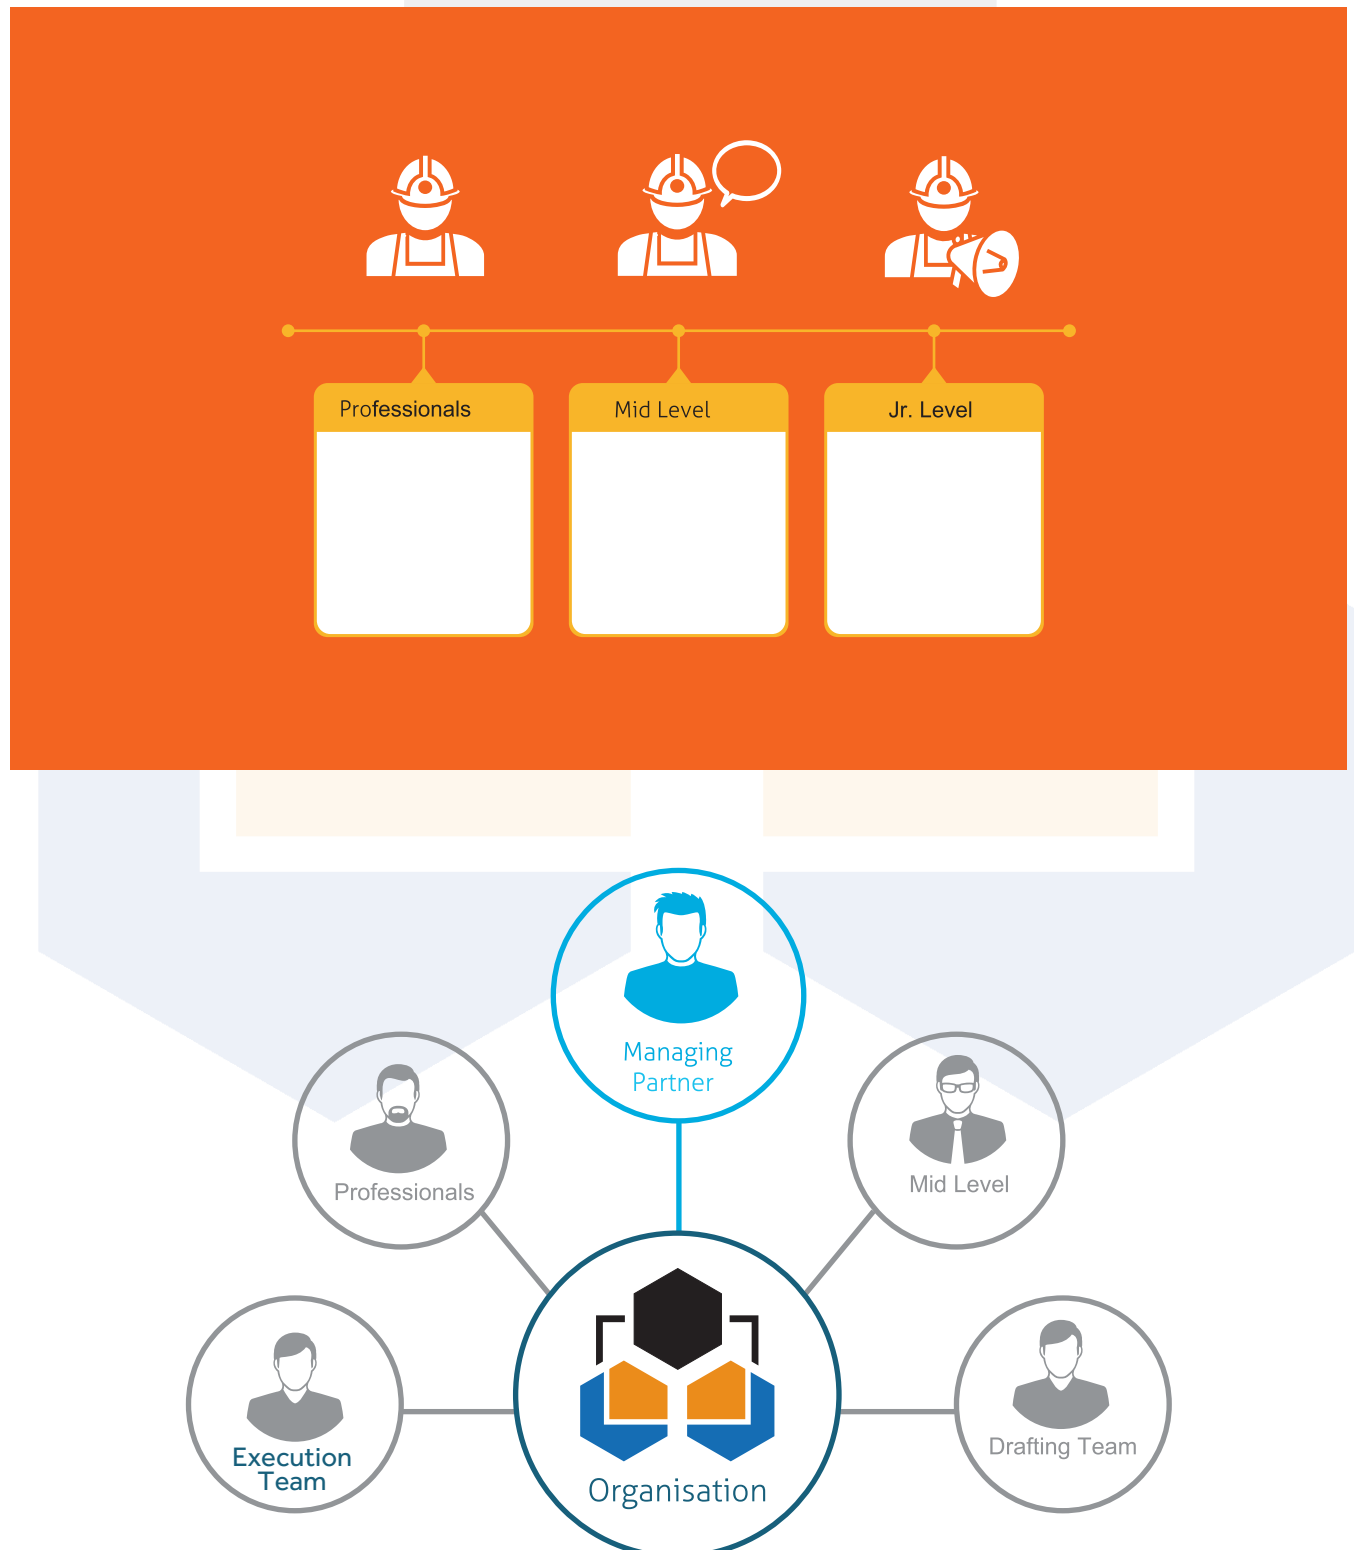 Professionals
Mid Level
Jr. Level
Managing
Partner
Professionals
Mid Level
Execution
Team
Drafting Team
Organisation